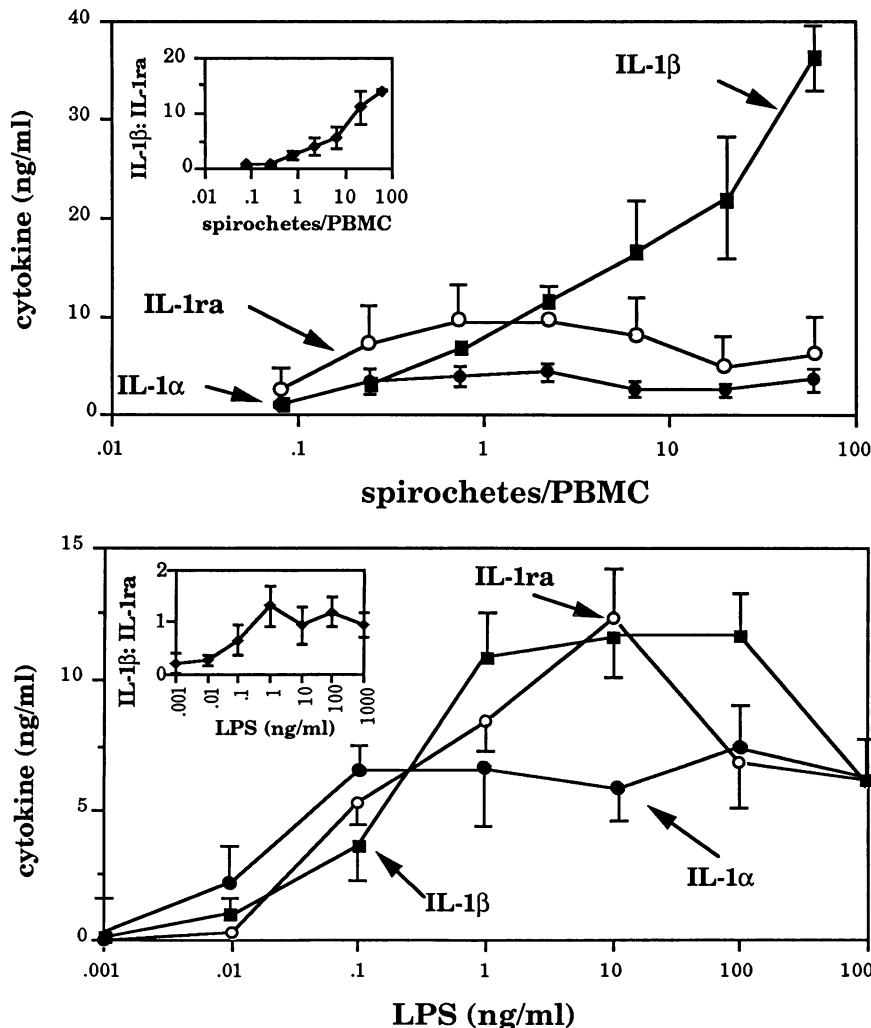 40
30
20
10
0
cytokine (ng/ml)
20
10
0
IL-1β: IL-1ra
.01 .1 1 10 100
spirochetes/PBMC
IL-1β
IL-1ra
IL-1α
.01 .1 1 10 100
spirochetes/PBMC
15
10
5
0
cytokine (ng/ml)
2
1
0
IL-1β: IL-1ra
.001 .01 .1 1 10 100 1000
LPS (ng/ml)
IL-1ra
IL-1β
IL-1α
.001 .01 .1 1 10 100 100
LPS (ng/ml)